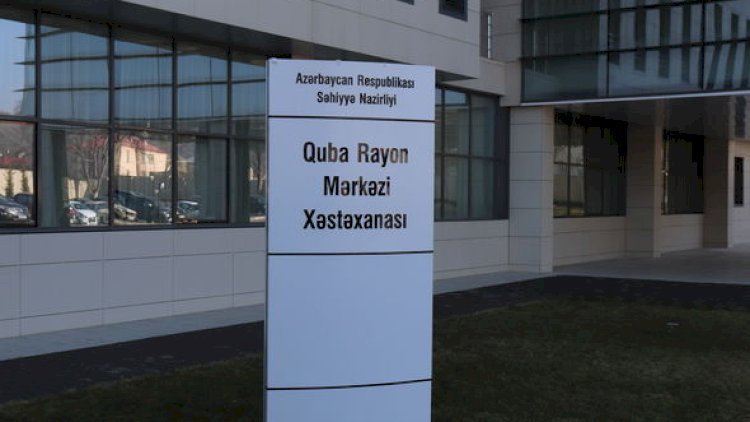 Azərbaycan Respublikası
Səhiyyə Nazirliyi
Quba Rayon
Mərkəzi
Xəstəxanası